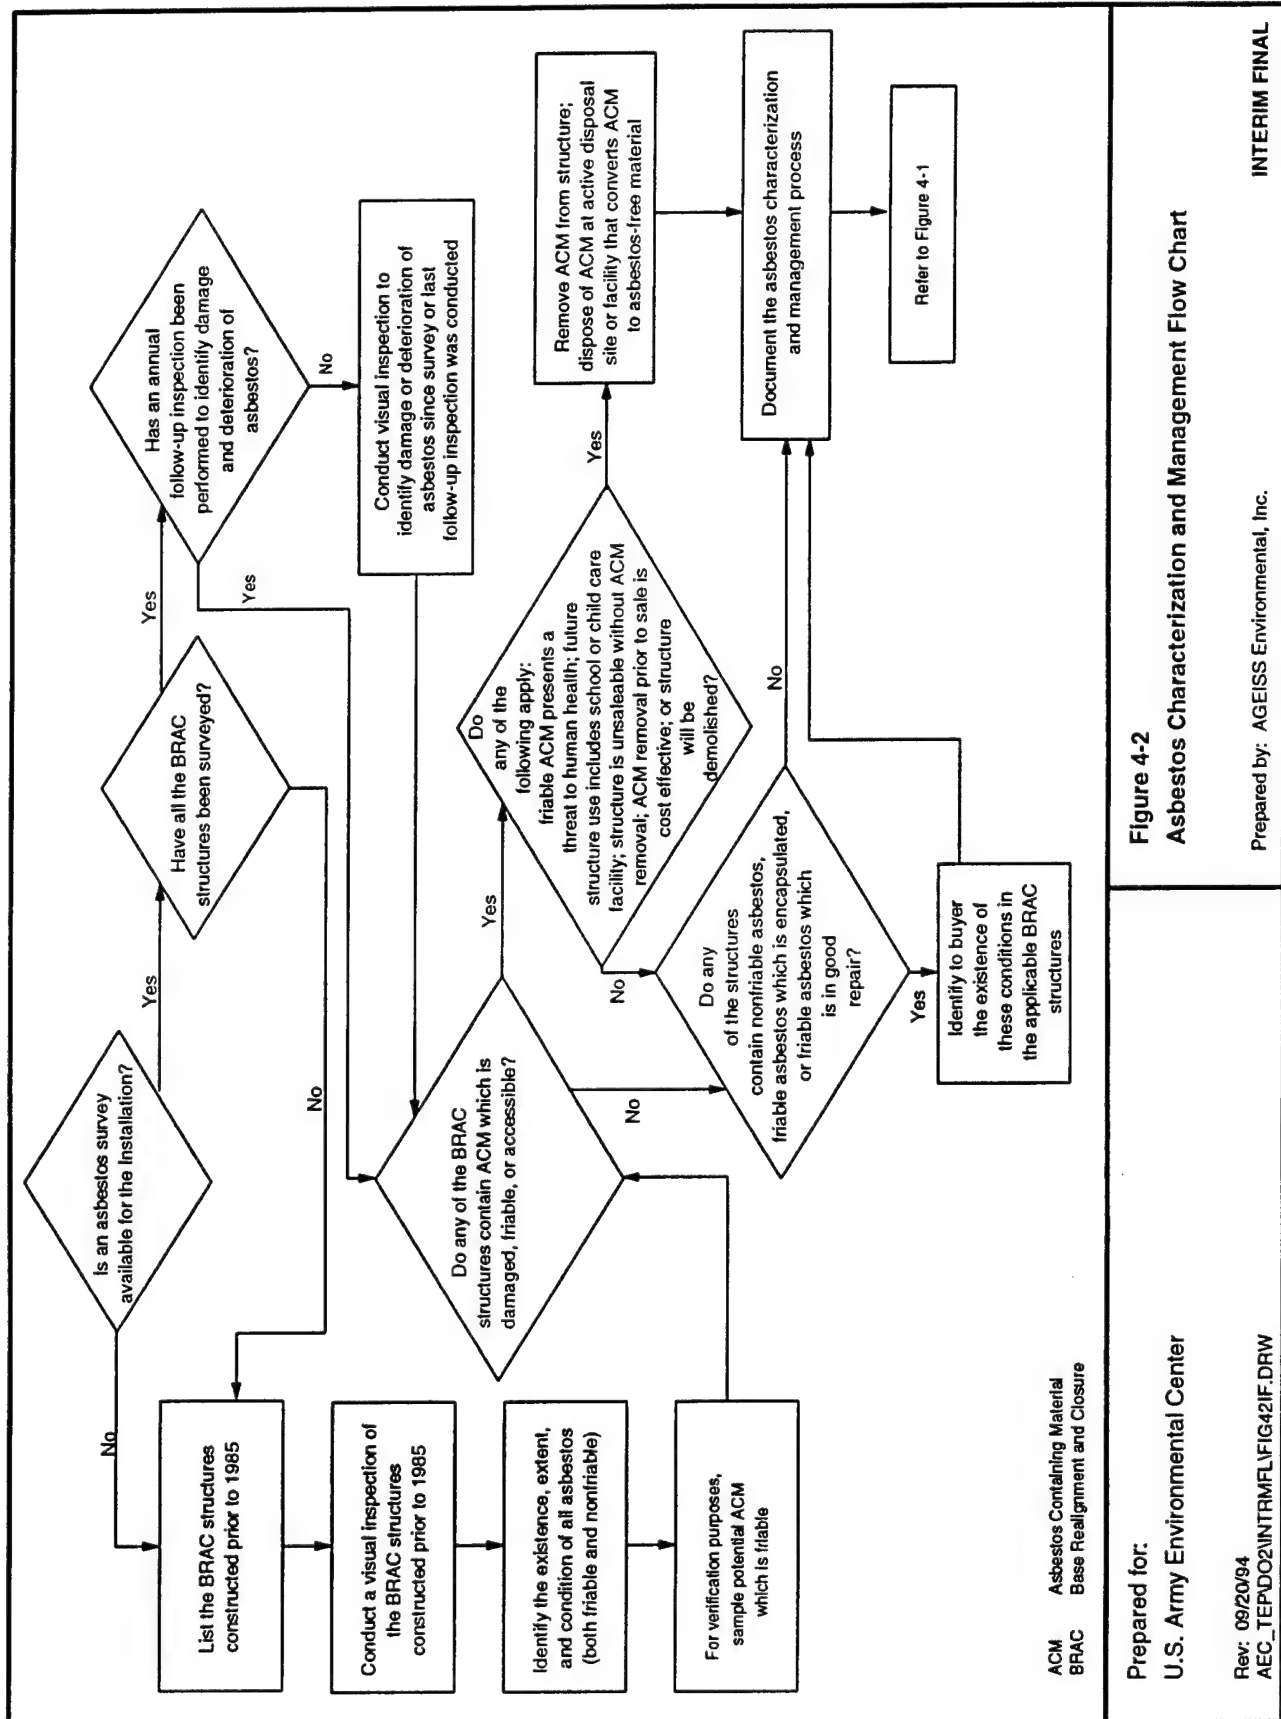 Is an asbestos survey
available for the Installation?
Yes
No
Have all the BRAC
structures been surveyed?
Yes
No
Has an annual
follow-up inspection been
performed to identify damage
and deterioration of
asbestos?
Yes
No
List the BRAC structures
constructed prior to 1985
Conduct a visual inspection of
the BRAC structures
constructed prior to 1985
Identify the existence, extent,
and condition of all asbestos
(both friable and nonfriable)
For verification purposes,
sample potential ACM
which is friable
Conduct visual inspection to
identify damage or deterioration of
asbestos since survey or last
follow-up inspection was conducted
Do any of the BRAC
structures contain ACM which is
damaged, friable, or accessible?
Yes
No
Do
any of the
following apply:
friable ACM presents a
threat to human health; future
structure use includes school or child care
facility; structure is unsaleable without ACM
removal; ACM removal prior to sale is
cost effective; or structure
will be
demolished?
Yes
No
Remove ACM from structure;
dispose of ACM at active disposal
site or facility that converts ACM
to asbestos-free material
Do any
of the structures
contain nonfriable asbestos,
friable asbestos which is encapsulated,
or friable asbestos which
is in good
repair?
No
Yes
Identify to buyer
the existence of
these conditions in
the applicable BRAC
structures
Document the asbestos characterization
and management process
Refer to Figure 4-1
ACM Asbestos Containing Material
BRAC Base Realignment and Closure
Prepared for:
U.S. Army Environmental Center
Rev: 09/20/94
AEC_TEP\DO2\INTRMFL\FIG42IF.DRW
Figure 4-2
Asbestos Characterization and Management Flow Chart
Prepared by: AGEISS Environmental, Inc.
INTERIM FINAL